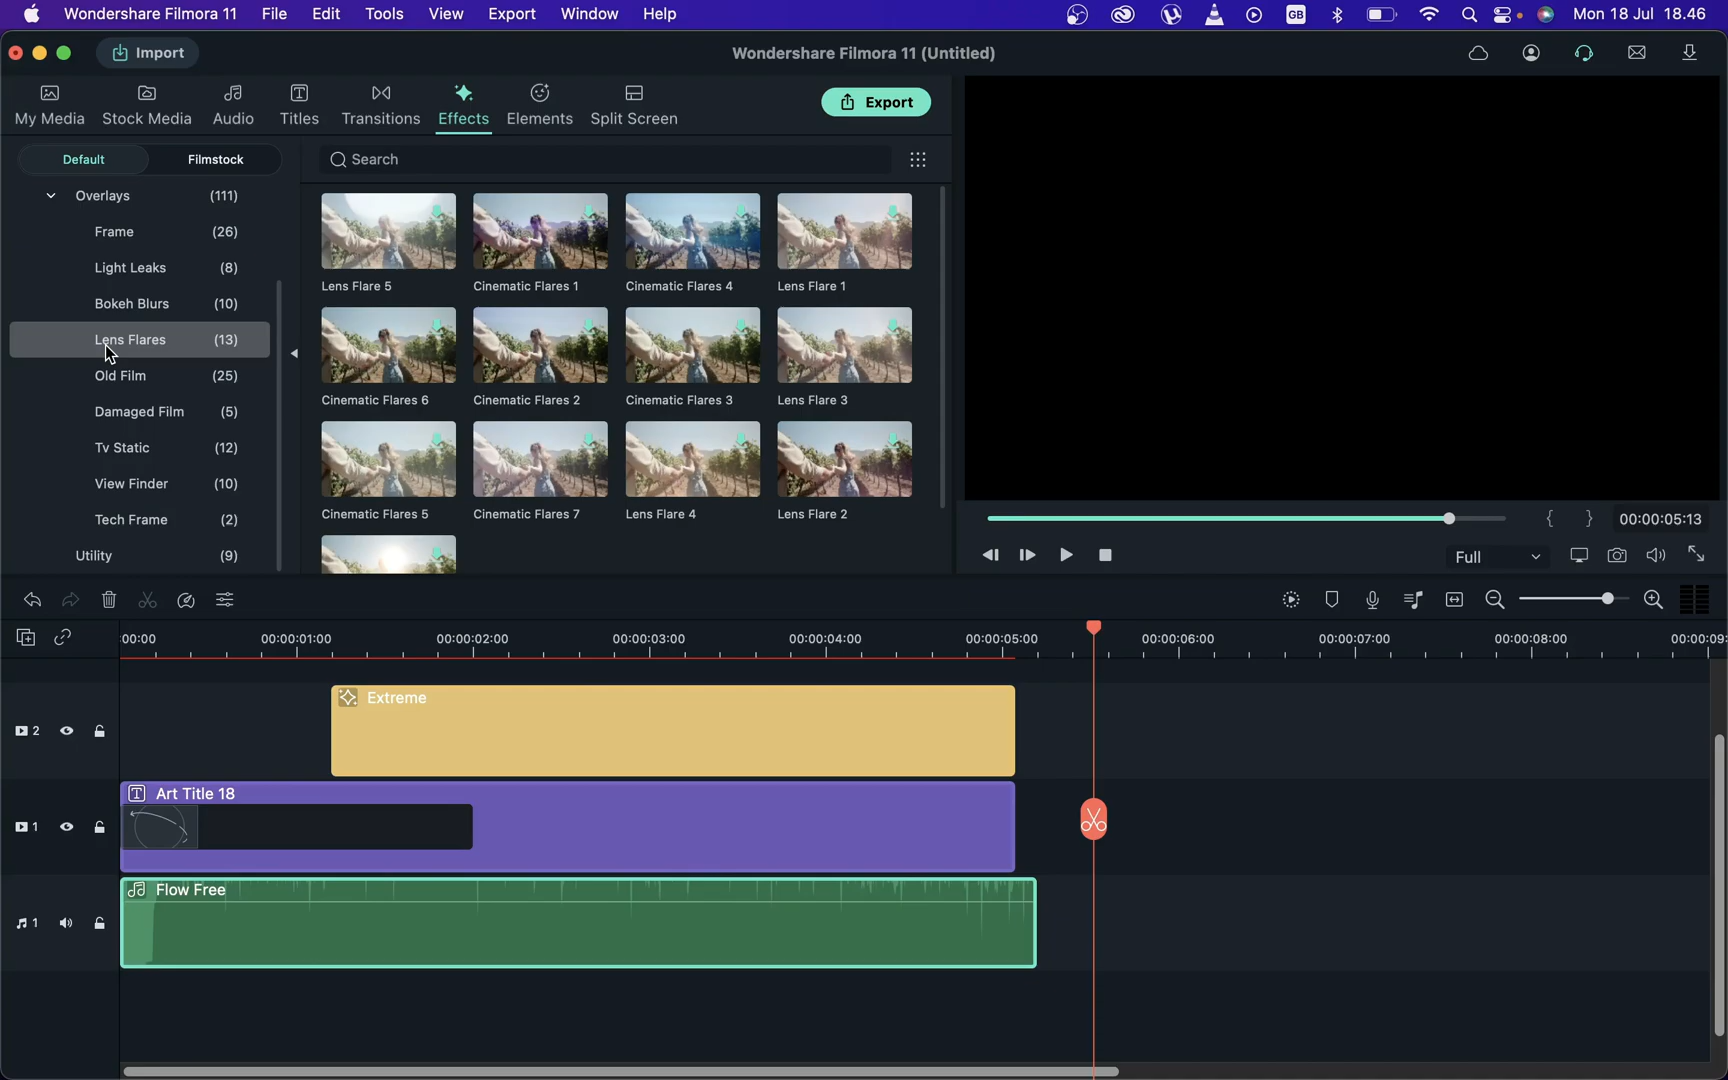 Wondershare Filmora 11 File Edit Tools View Export Window Help GB Mon 18 Jul 18.46
Import Wondershare Filmora 11 (Untitled)
My Media Stock Media Audio Titles Transitions Effects Elements Split Screen Export
Default Filmstock Search
Overlays (111)
Frame (26)
Light Leaks (8)
Bokeh Blurs (10)
Lens Flares (13)
Old Film (25)
Damaged Film (5)
Tv Static (12)
View Finder (10)
Tech Frame (2)
Utility (9)
Lens Flare 5 Cinematic Flares 1 Cinematic Flares 4 Lens Flare 1
Cinematic Flares 6 Cinematic Flares 2 Cinematic Flares 3 Lens Flare 3
Cinematic Flares 5 Cinematic Flares 7 Lens Flare 4 Lens Flare 2
{ } 00:00:05:13
Full
:00:00 00:00:01:00 00:00:02:00 00:00:03:00 00:00:04:00 00:00:05:00 00:00:06:00 00:00:07:00 00:00:08:00 00:00:09:
2 Extreme
1 Art Title 18
1 Flow Free